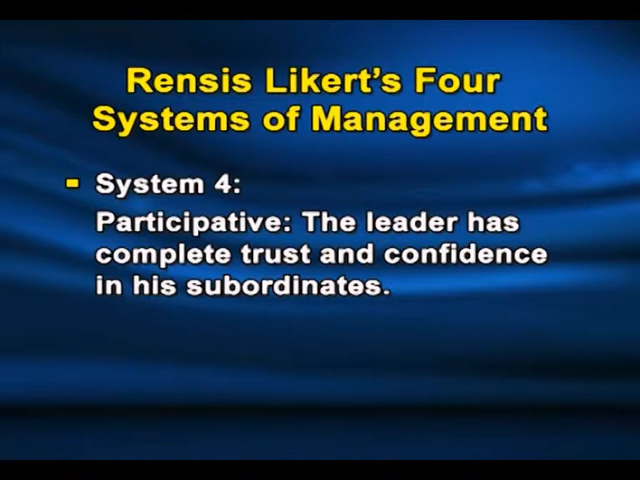 Rensis Likert's Four
Systems of Management
System 4:
Participative: The leader has
complete trust and confidence
in his subordinates.